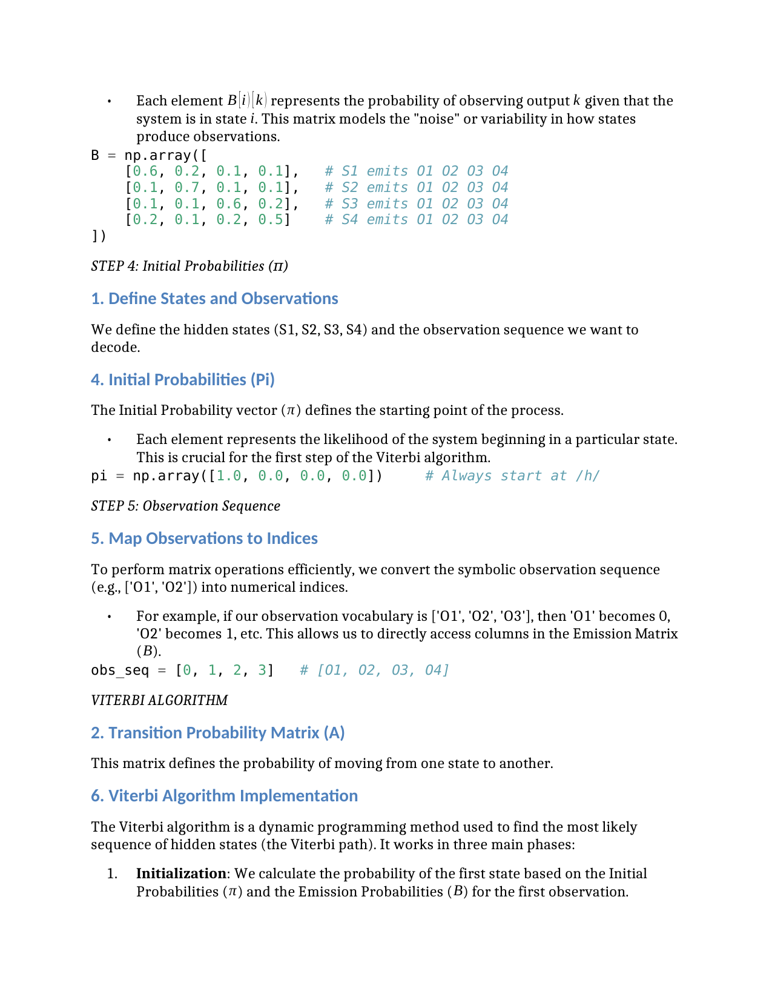 • Each element B[i)[k) represents the probability of observing output k given that the
system is in state i. This matrix models the "noise" or variability in how states
produce observations.
B = np.array([
    [0.6, 0.2, 0.1, 0.1],   # S1 emits O1 O2 O3 O4
    [0.1, 0.7, 0.1, 0.1],   # S2 emits O1 O2 O3 O4
    [0.1, 0.1, 0.6, 0.2],   # S3 emits O1 O2 O3 O4
    [0.2, 0.1, 0.2, 0.5]    # S4 emits O1 O2 O3 O4
])
STEP 4: Initial Probabilities (π)
1. Define States and Observations
We define the hidden states (S1, S2, S3, S4) and the observation sequence we want to
decode.
4. Initial Probabilities (Pi)
The Initial Probability vector (π) defines the starting point of the process.
• Each element represents the likelihood of the system beginning in a particular state.
This is crucial for the first step of the Viterbi algorithm.
pi = np.array([1.0, 0.0, 0.0, 0.0])     # Always start at /h/
STEP 5: Observation Sequence
5. Map Observations to Indices
To perform matrix operations efficiently, we convert the symbolic observation sequence
(e.g., ['O1', 'O2']) into numerical indices.
• For example, if our observation vocabulary is ['O1', 'O2', 'O3'], then 'O1' becomes 0,
'O2' becomes 1, etc. This allows us to directly access columns in the Emission Matrix
(B).
obs_seq = [0, 1, 2, 3]   # [O1, O2, O3, O4]
VITERBI ALGORITHM
2. Transition Probability Matrix (A)
This matrix defines the probability of moving from one state to another.
6. Viterbi Algorithm Implementation
The Viterbi algorithm is a dynamic programming method used to find the most likely
sequence of hidden states (the Viterbi path). It works in three main phases:
1. Initialization: We calculate the probability of the first state based on the Initial
Probabilities (π) and the Emission Probabilities (B) for the first observation.